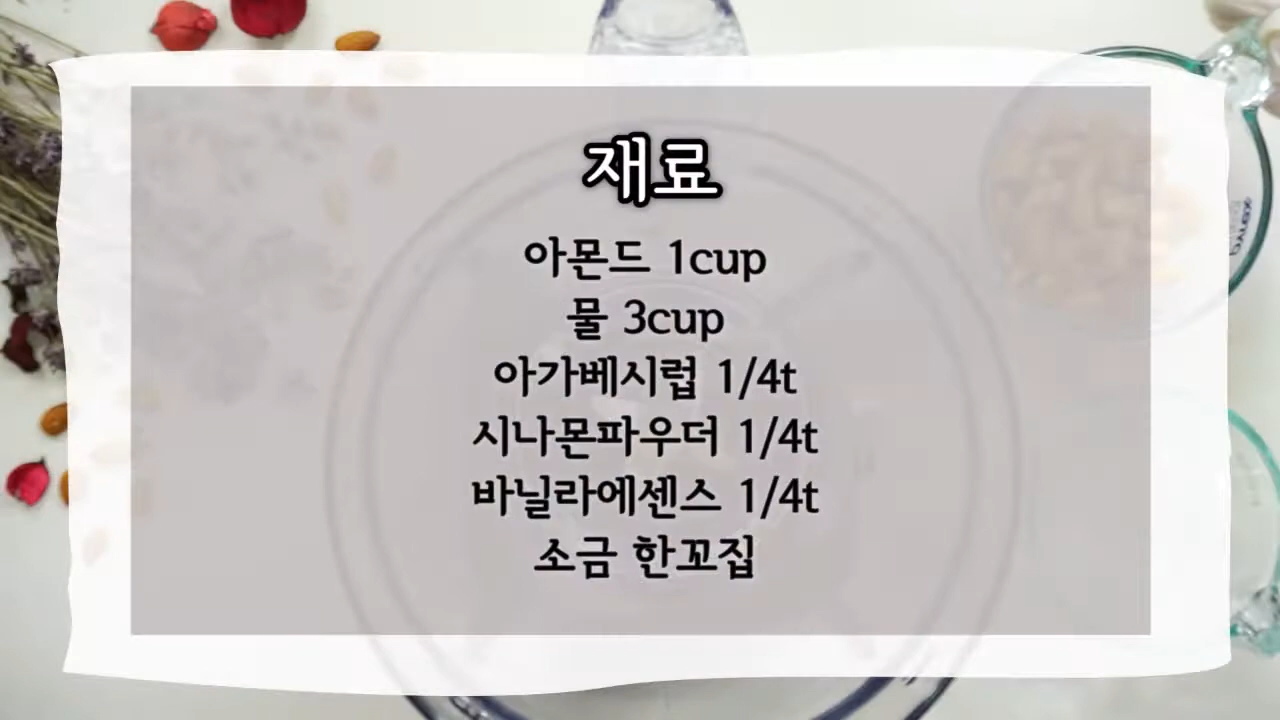 재료
아몬드 1cup
물 3cup
아가베시럽 1/4t
시나몬파우더 1/4t
바닐라에센스 1/4t
소금 한꼬집